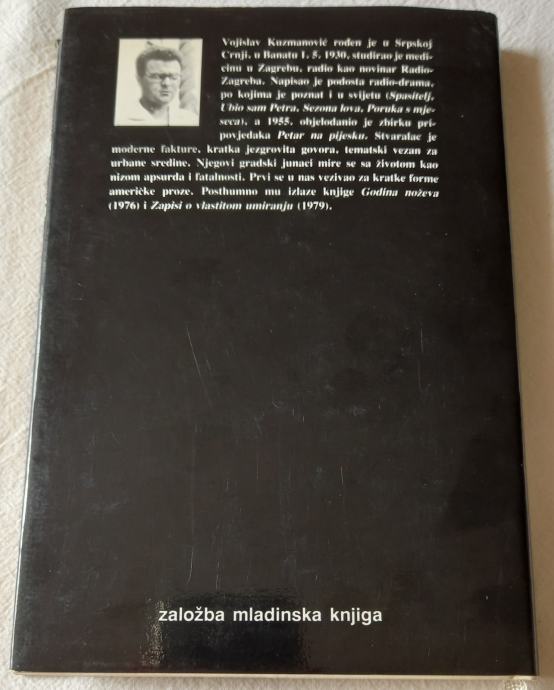 Vojislav Kuzmanović rođen je u Srpskoj
Crnji, u Banatu 1. 5. 1930, studirao je medi-
cinu u Zagrebu, radio kao novinar Radio-
Zagreba. Napisao je podosta radio-drama,
po kojima je poznat i u svijetu (Spasitelj,
Ubio sam Petra, Sezona lova, Poruka s mje-
seca), a 1955. objelodanio je zbirku pri-
povjedaka Petar na pijesku. Stvaralac je
moderne fakture, kratka jezgrovita govora, tematski vezan za
urbane sredine. Njegovi gradski junaci mire se sa životom kao
nizom apsurda i fatalnosti. Prvi se u nas vezivao za kratke forme
američke proze. Posthumno mu izlaze knjige Godina noževa
(1976) i Zapisi o vlastitom umiranju (1979).
založba mladinska knjiga